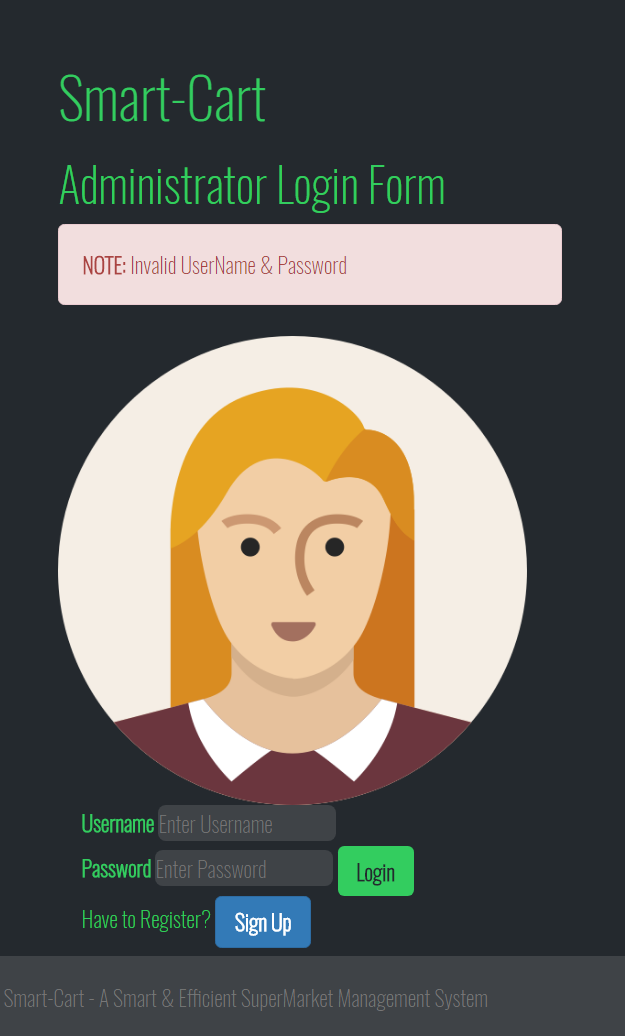 Smart-Cart
Administrator Login Form
NOTE: Invalid UserName & Password
Username Enter Username
Password Enter Password Login
Have to Register? Sign Up
Smart-Cart - A Smart & Efficient SuperMarket Management System